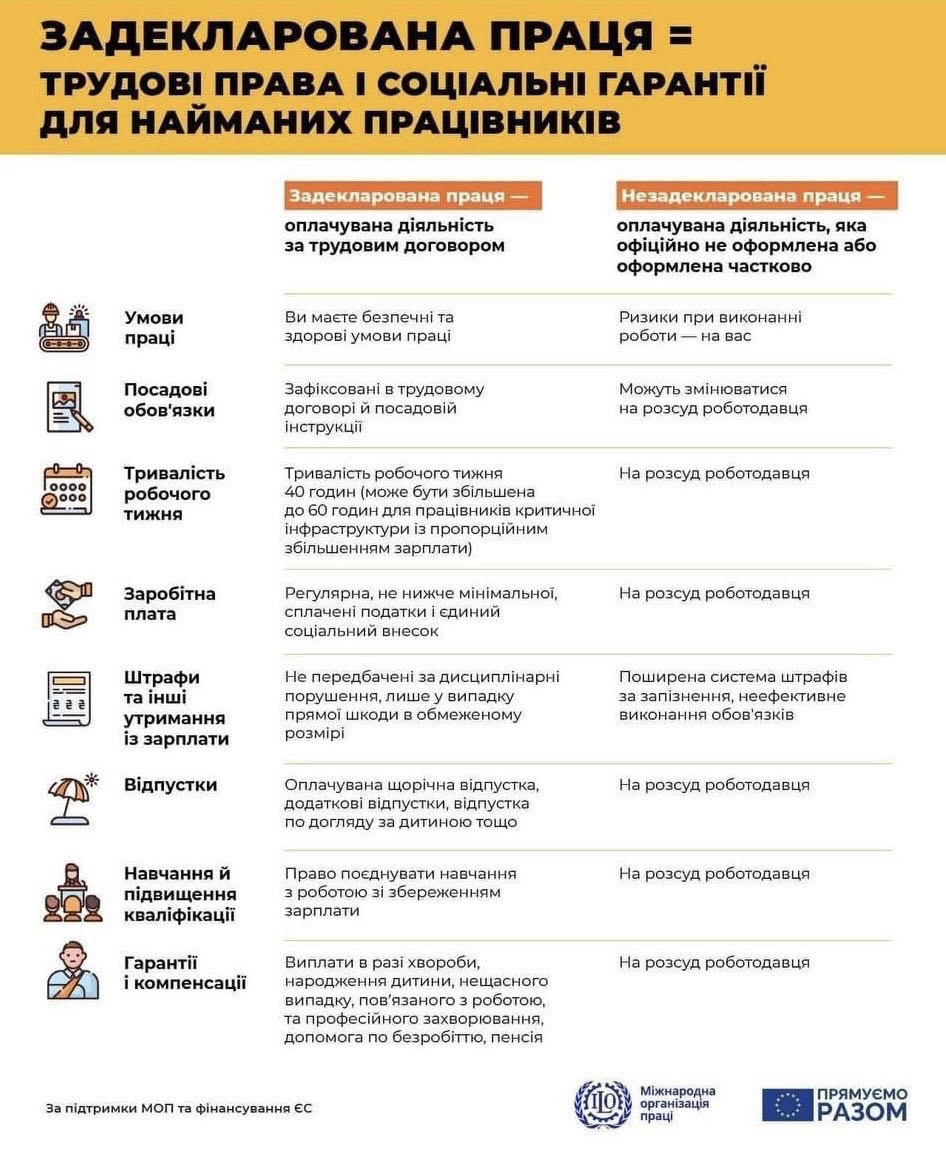 ЗАДЕКЛАРОВАНА ПРАЦЯ =
ТРУДОВІ ПРАВА І СОЦІАЛЬНІ ГАРАНТІЇ
ДЛЯ НАЙМАНИХ ПРАЦІВНИКІВ
Задекларована праця —
оплачувана діяльність
за трудовим договором
Незадекларована праця —
оплачувана діяльність, яка
офіційно не оформлена або
оформлена частково
Умови
праці
Ви маєте безпечні та
здорові умови праці
Ризики при виконанні
роботи — на вас
Посадові
обов'язки
Зафіксовані в трудовому
договорі й посадовій
інструкції
Можуть змінюватися
на розсуд роботодавця
Тривалість
робочого
тижня
Тривалість робочого тижня
40 годин (може бути збільшена
до 60 годин для працівників критичної
інфраструктури із пропорційним
збільшенням зарплати)
На розсуд роботодавця
Заробітна
плата
Регулярна, не нижче мінімальної,
сплачені податки і єдиний
соціальний внесок
На розсуд роботодавця
Штрафи
та інші
утримання
із зарплати
Не передбачені за дисциплінарні
порушення, лише у випадку
прямої шкоди в обмеженому
розмірі
Поширена система штрафів
за запізнення, неефективне
виконання обов'язків
Відпустки
Оплачувана щорічна відпустка,
додаткові відпустки, відпустка
по догляду за дитиною тощо
На розсуд роботодавця
Навчання й
підвищення
кваліфікації
Право поєднувати навчання
з роботою зі збереженням
зарплати
На розсуд роботодавця
Гарантії
і компенсації
Виплати в разі хвороби,
народження дитини, нещасного
випадку, пов'язаного з роботою,
та професійного захворювання,
допомога по безробіттю, пенсія
На розсуд роботодавця
За підтримки МОП та фінансування ЄС
ILO
Міжнародна
організація
праці
ПРЯМУЄМО
РАЗОМ